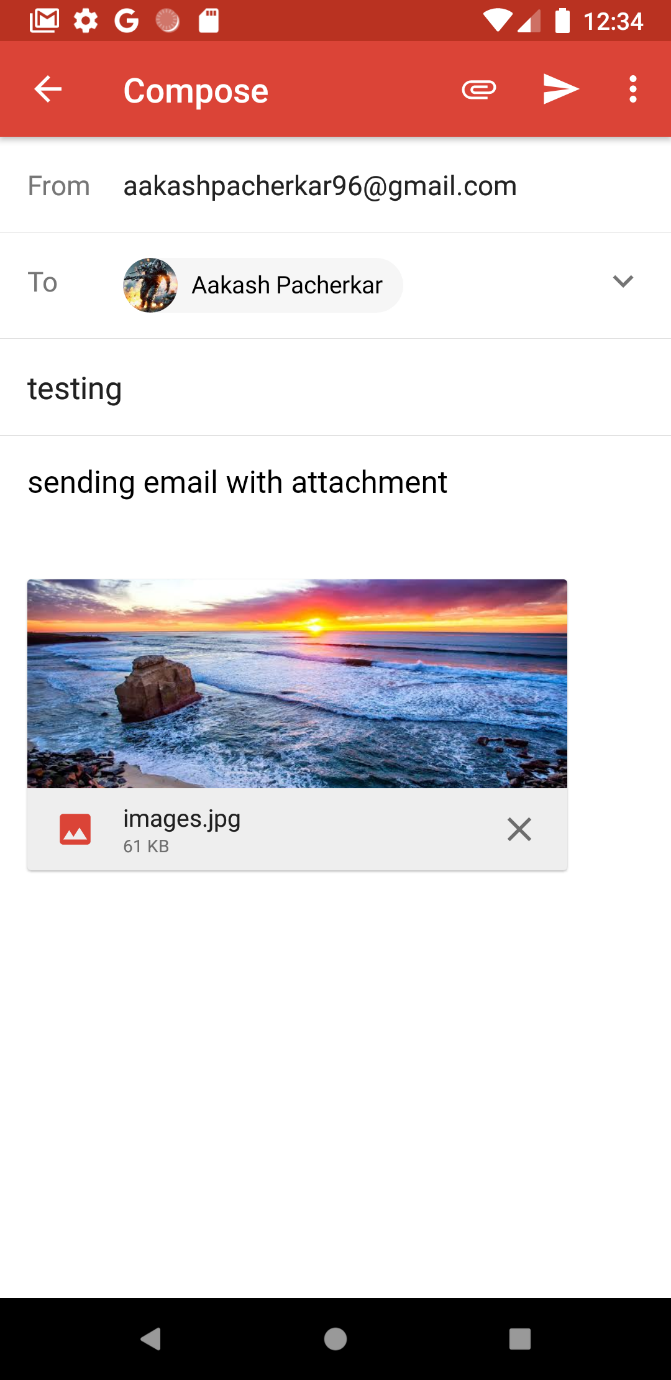 12:34
Compose
From aakashpacherkar96@gmail.com
To Aakash Pacherkar
testing
sending email with attachment
images.jpg
61 KB